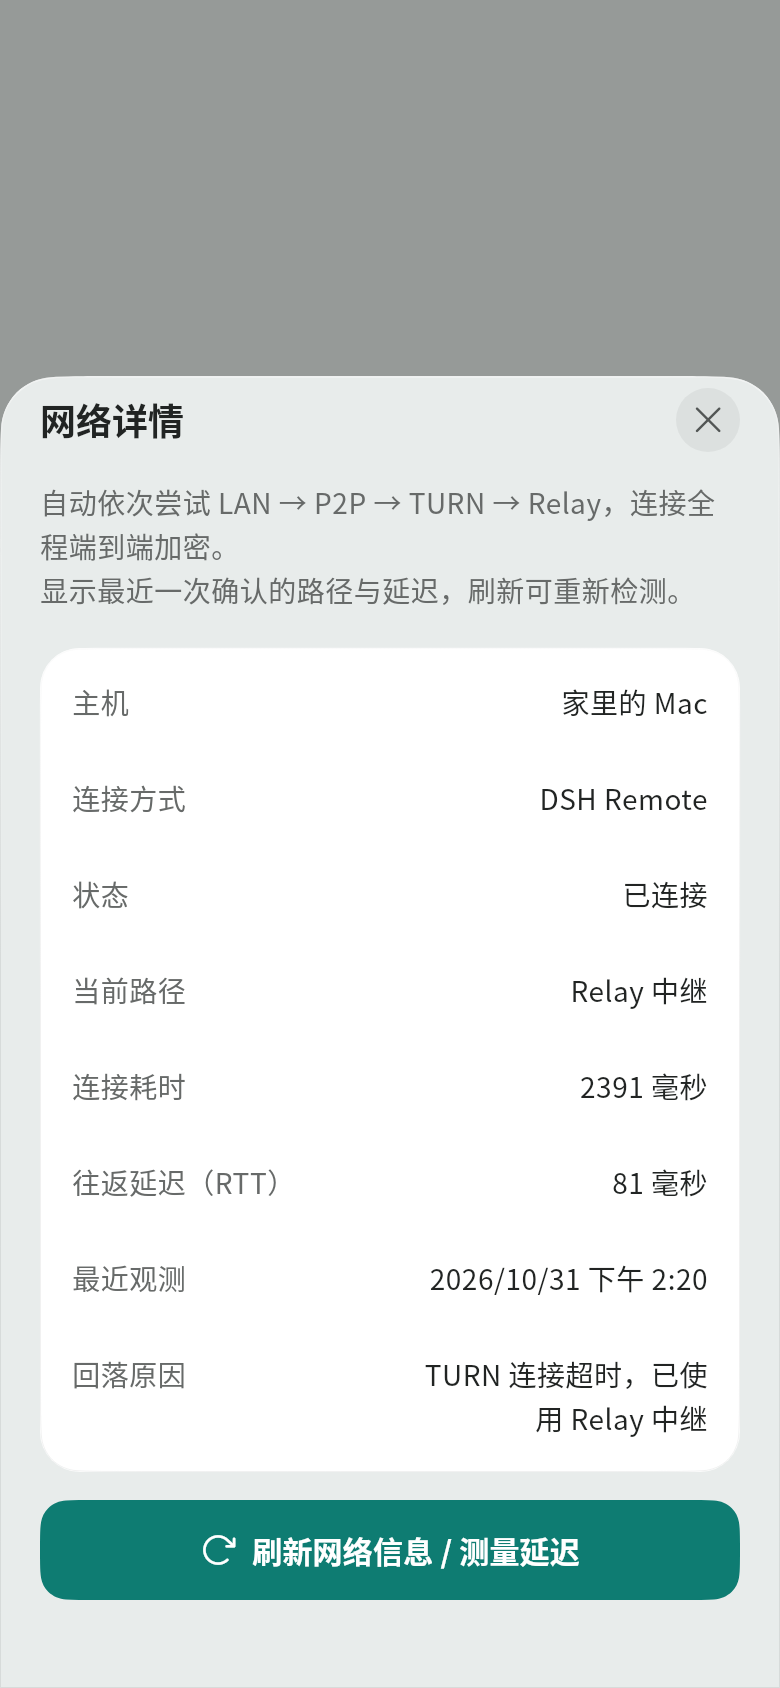 网络详情
自动依次尝试 LAN → P2P → TURN → Relay，连接全
程端到端加密。
显示最近一次确认的路径与延迟，刷新可重新检测。
主机 家里的 Mac
连接方式 DSH Remote
状态 已连接
当前路径 Relay 中继
连接耗时 2391 毫秒
往返延迟（RTT） 81 毫秒
最近观测 2026/10/31 下午 2:20
回落原因 TURN 连接超时，已使
用 Relay 中继
刷新网络信息 / 测量延迟